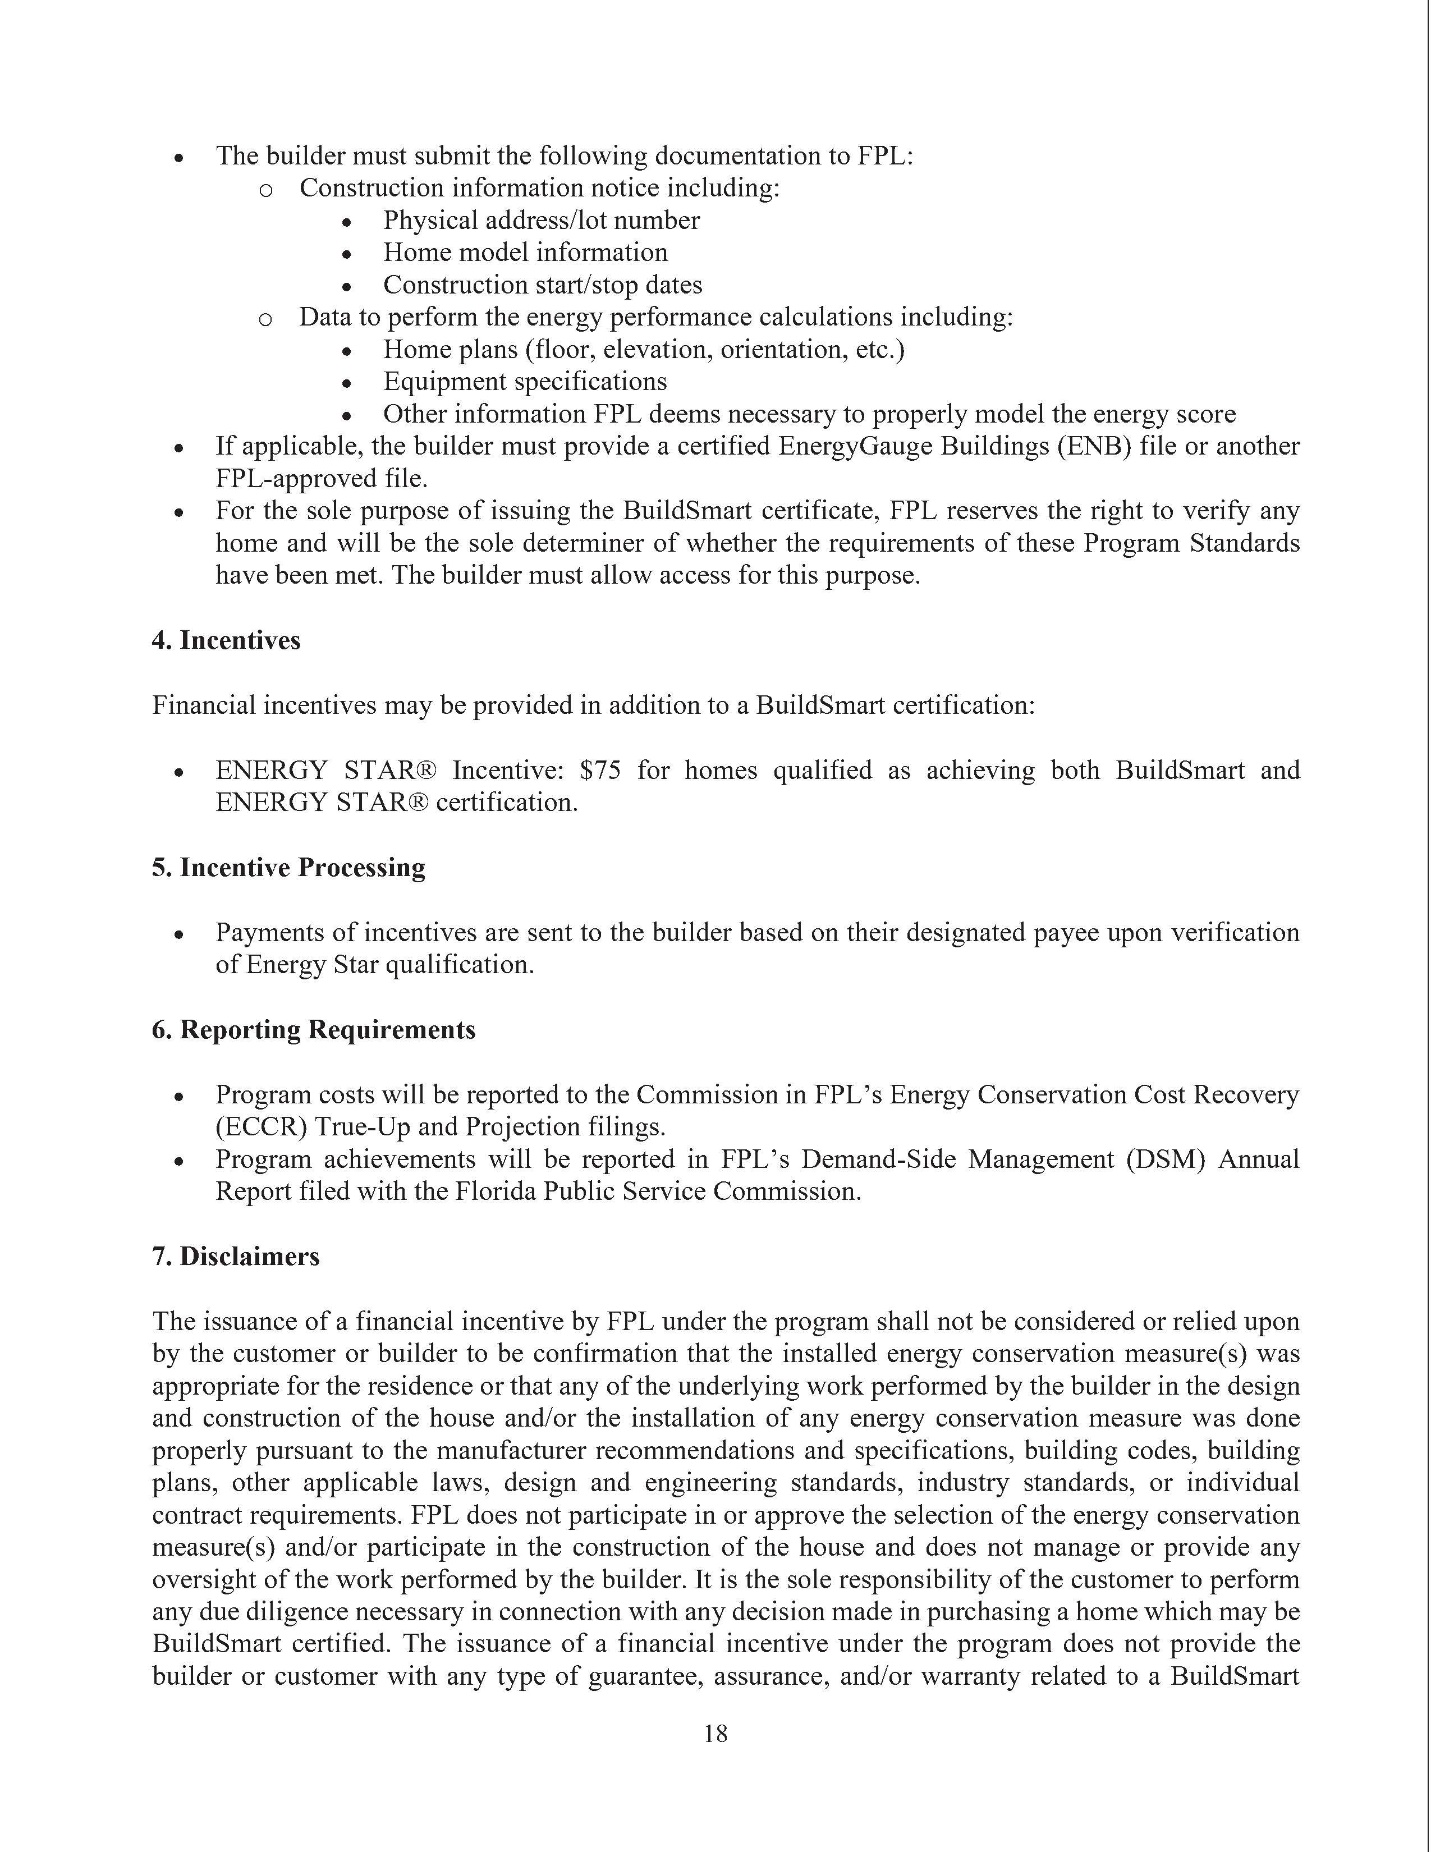 • The builder must submit the following documentation to FPL:
o Construction information notice including:
• Physical address/lot number
• Home model information
• Construction start/stop dates
o Data to perform the energy performance calculations including:
• Home plans (floor, elevation, orientation, etc.)
• Equipment specifications
• Other information FPL deems necessary to properly model the energy score
• If applicable, the builder must provide a certified EnergyGauge Buildings (ENB) file or another
FPL-approved file.
• For the sole purpose of issuing the BuildSmart certificate, FPL reserves the right to verify any
home and will be the sole determiner of whether the requirements of these Program Standards
have been met. The builder must allow access for this purpose.
4. Incentives
Financial incentives may be provided in addition to a BuildSmart certification:
• ENERGY STAR® Incentive: $75 for homes qualified as achieving both BuildSmart and
ENERGY STAR® certification.
5. Incentive Processing
• Payments of incentives are sent to the builder based on their designated payee upon verification
of Energy Star qualification.
6. Reporting Requirements
• Program costs will be reported to the Commission in FPL’s Energy Conservation Cost Recovery
(ECCR) True-Up and Projection filings.
• Program achievements will be reported in FPL’s Demand-Side Management (DSM) Annual
Report filed with the Florida Public Service Commission.
7. Disclaimers
The issuance of a financial incentive by FPL under the program shall not be considered or relied upon
by the customer or builder to be confirmation that the installed energy conservation measure(s) was
appropriate for the residence or that any of the underlying work performed by the builder in the design
and construction of the house and/or the installation of any energy conservation measure was done
properly pursuant to the manufacturer recommendations and specifications, building codes, building
plans, other applicable laws, design and engineering standards, industry standards, or individual
contract requirements. FPL does not participate in or approve the selection of the energy conservation
measure(s) and/or participate in the construction of the house and does not manage or provide any
oversight of the work performed by the builder. It is the sole responsibility of the customer to perform
any due diligence necessary in connection with any decision made in purchasing a home which may be
BuildSmart certified. The issuance of a financial incentive under the program does not provide the
builder or customer with any type of guarantee, assurance, and/or warranty related to a BuildSmart
18